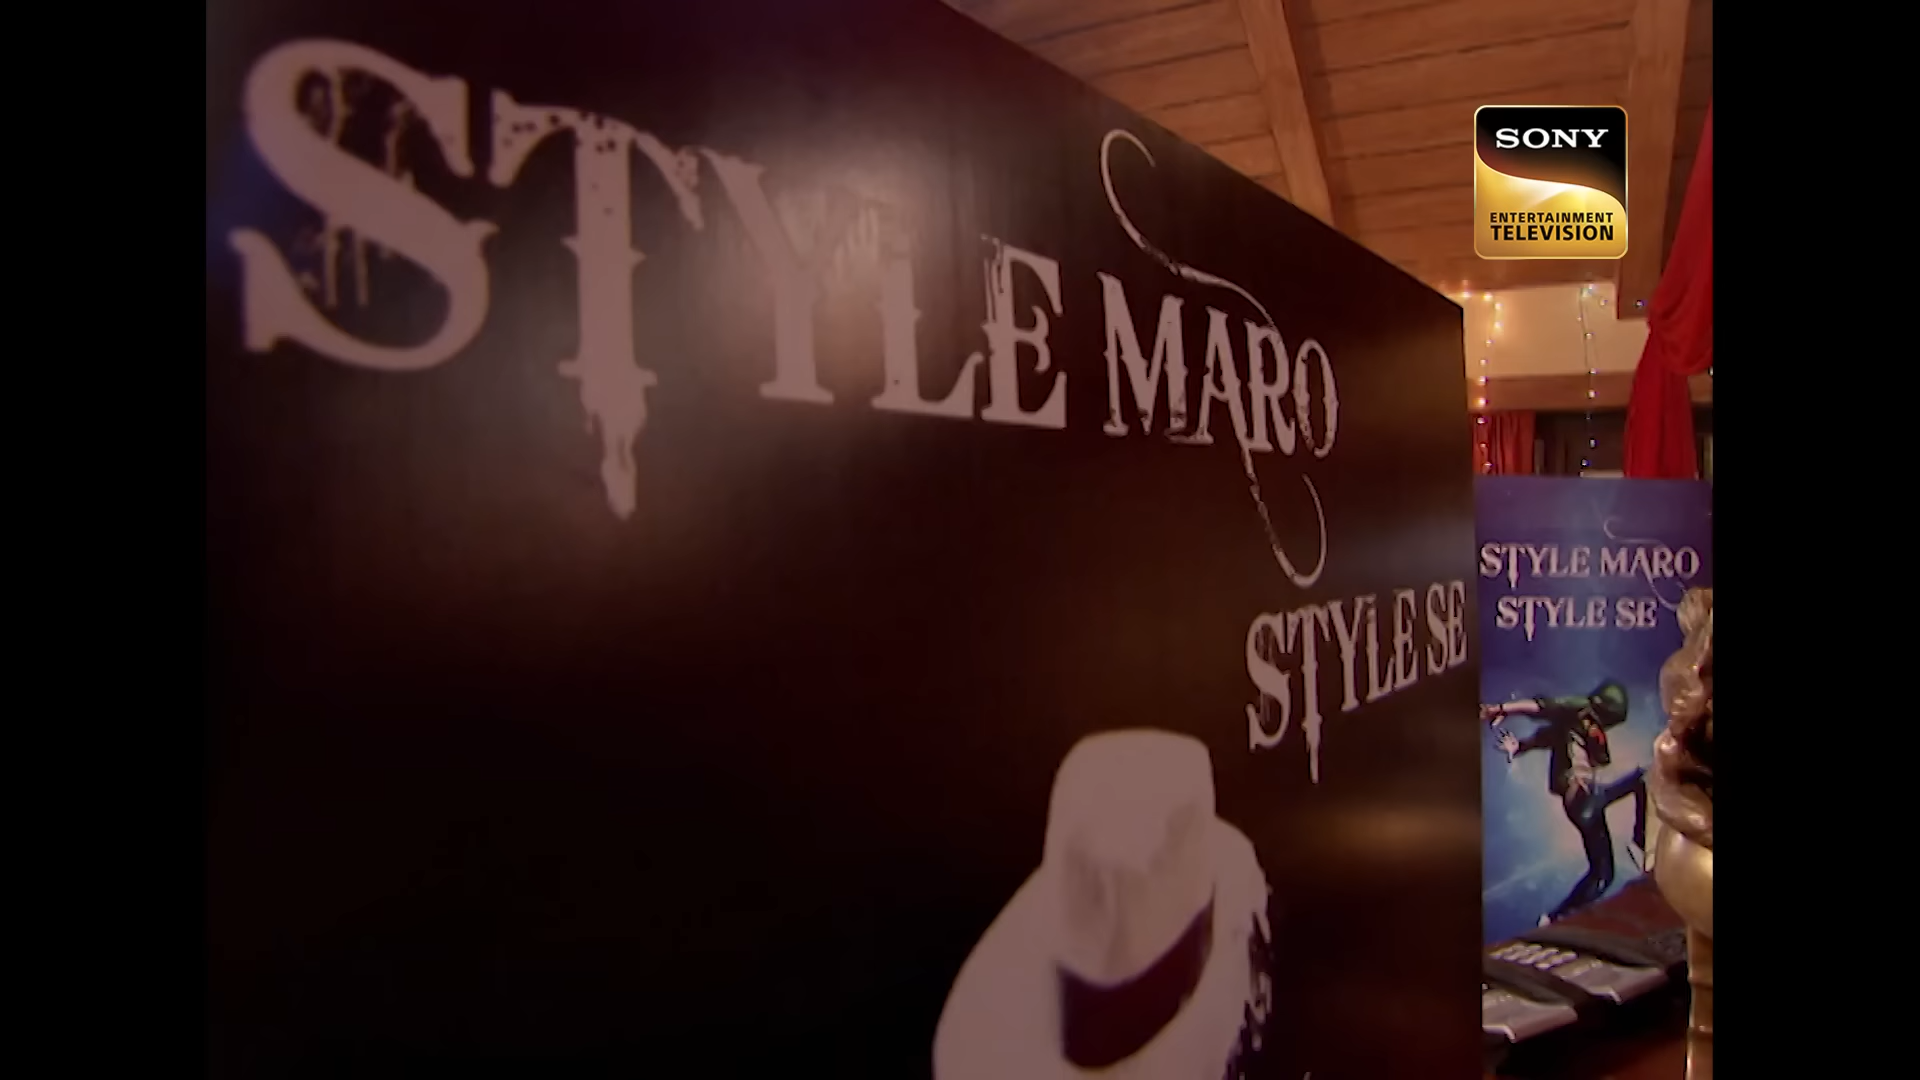 STYLE MARO
STYLE SE
SONY
ENTERTAINMENT
TELEVISION
STYLE MARO
STYLE SE